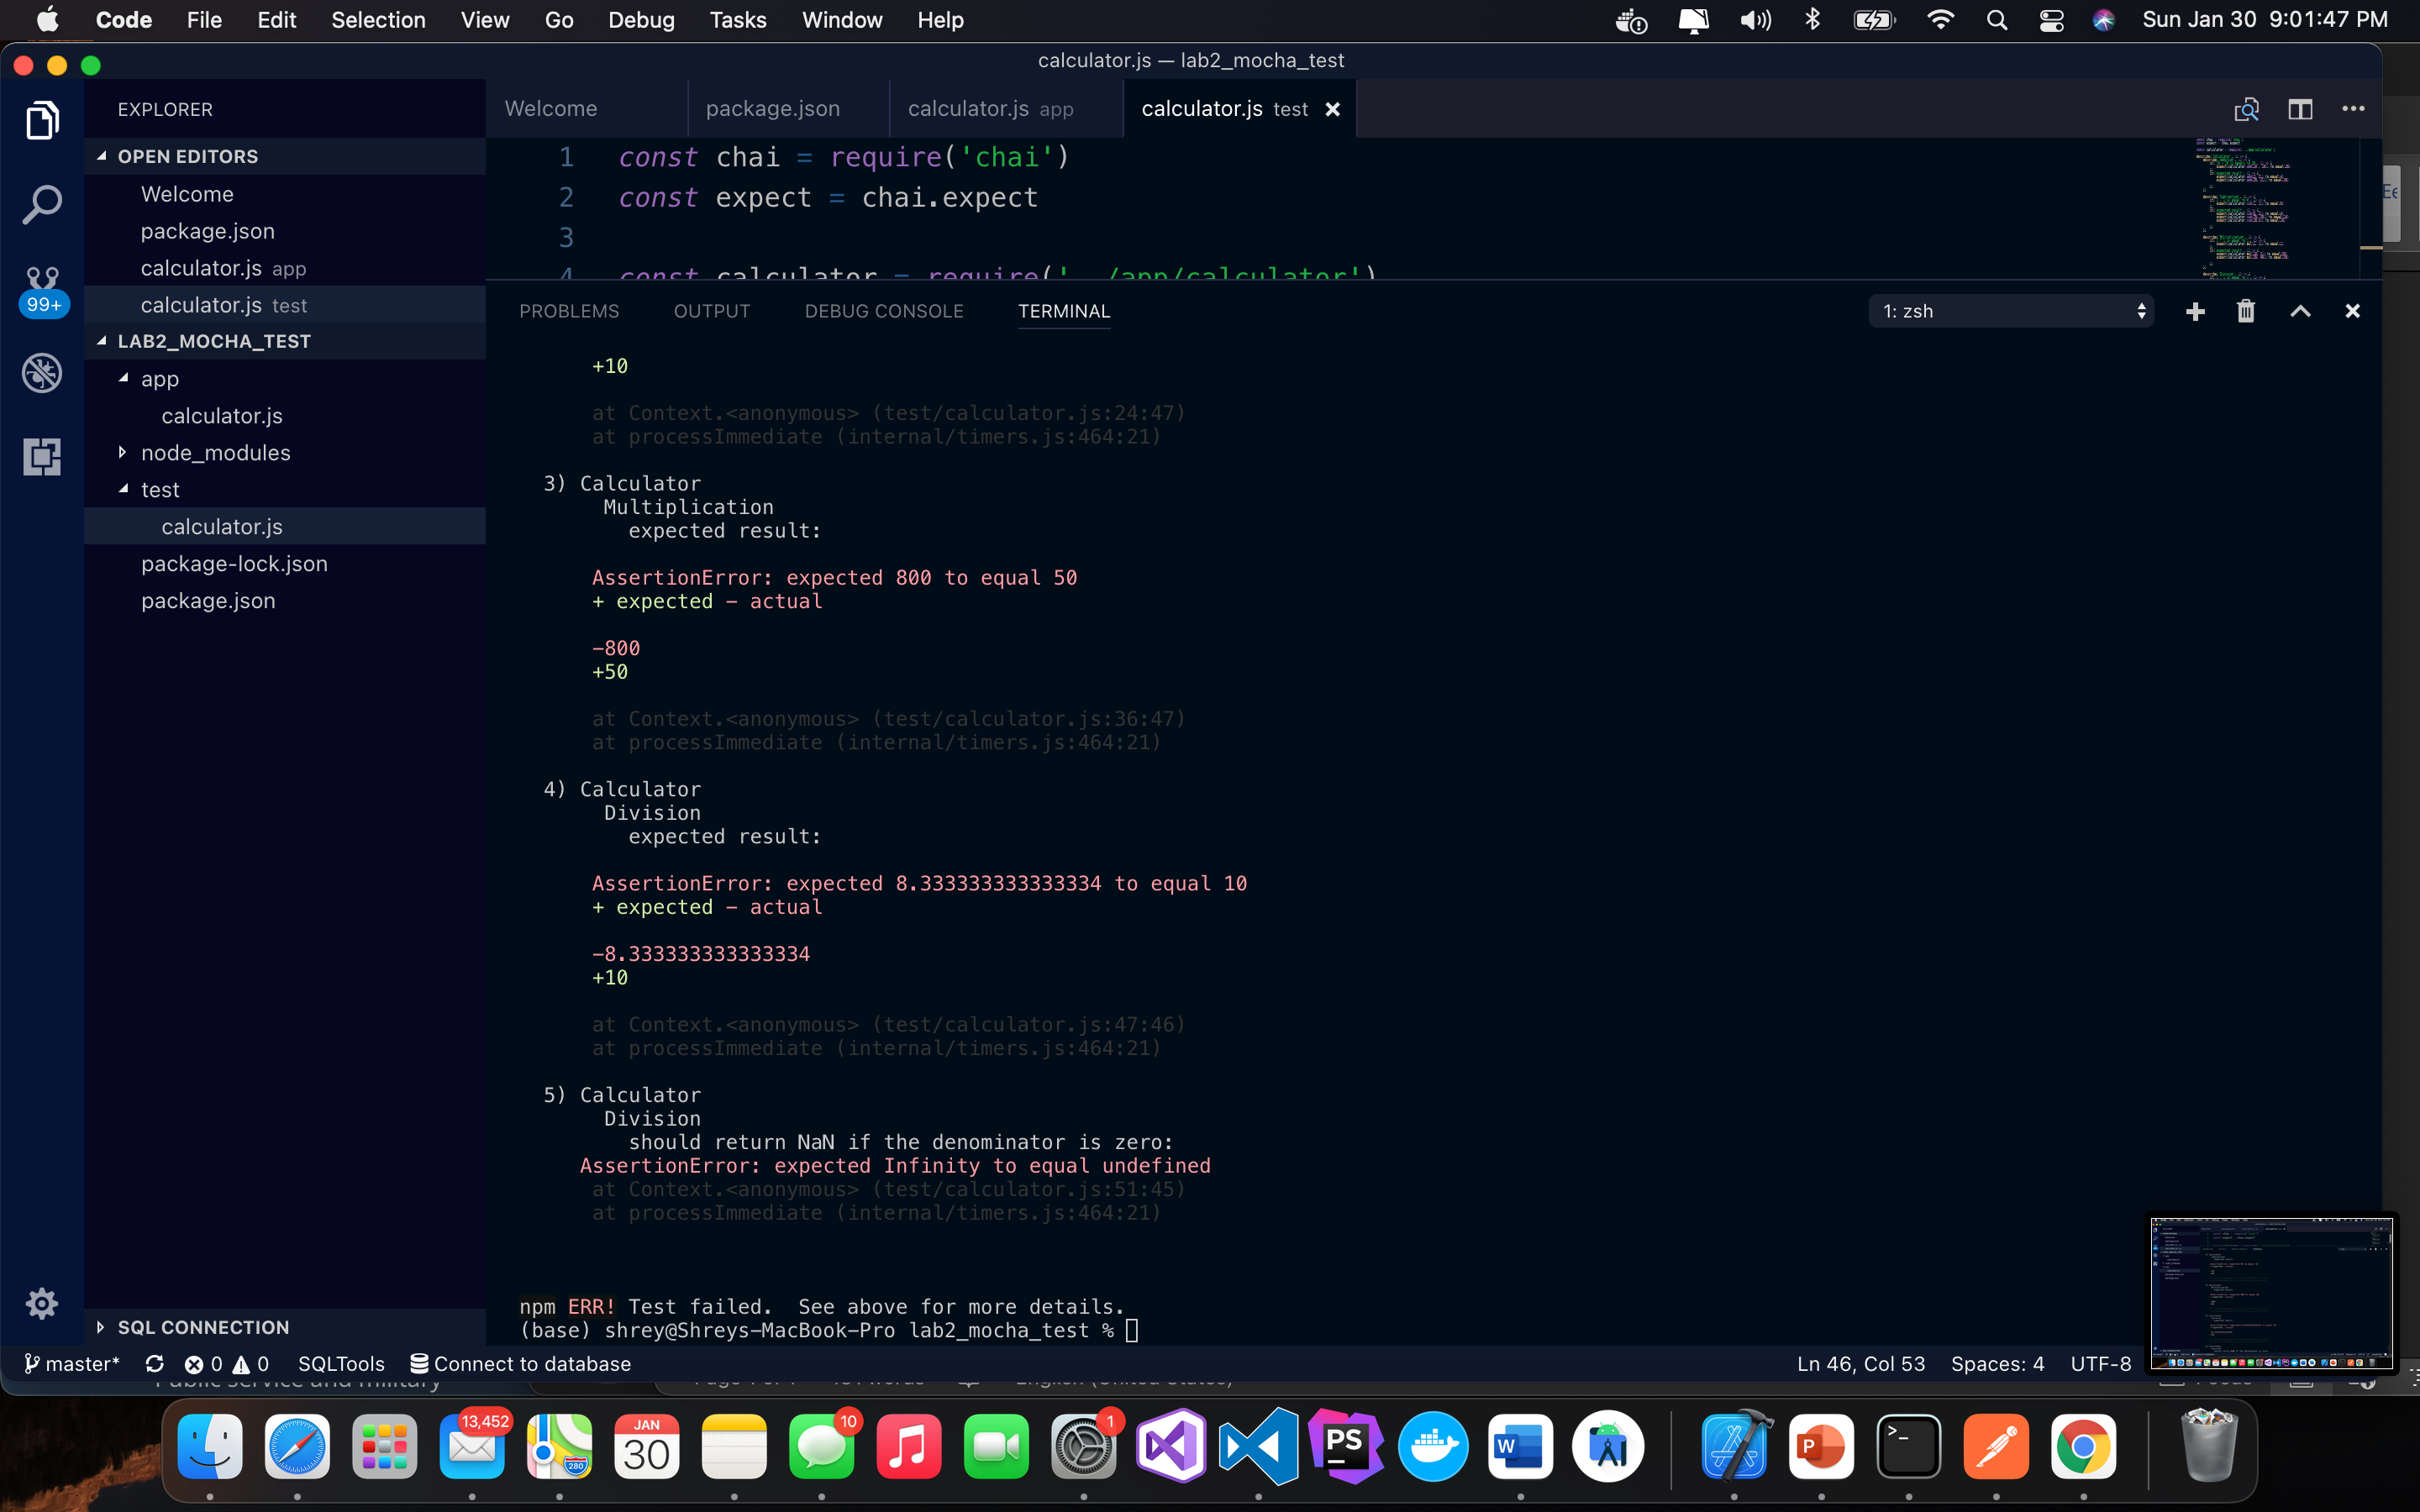 Code File Edit Selection View Go Debug Tasks Window Help Sun Jan 30 9:01:47 PM
calculator.js — lab2_mocha_test
EXPLORER
OPEN EDITORS
Welcome
package.json
calculator.js app
calculator.js test
99+
LAB2_MOCHA_TEST
app
calculator.js
node_modules
test
calculator.js
package-lock.json
package.json
SQL CONNECTION
Welcome package.json calculator.js app calculator.js test
1 const chai = require('chai')
2 const expect = chai.expect
3
4 const calculator = require('../app/calculator')
PROBLEMS OUTPUT DEBUG CONSOLE TERMINAL 1: zsh
+10
at Context.<anonymous> (test/calculator.js:24:47)
at processImmediate (internal/timers.js:464:21)
3) Calculator
Multiplication
expected result:
AssertionError: expected 800 to equal 50
+ expected - actual
-800
+50
at Context.<anonymous> (test/calculator.js:36:47)
at processImmediate (internal/timers.js:464:21)
4) Calculator
Division
expected result:
AssertionError: expected 8.333333333333334 to equal 10
+ expected - actual
-8.333333333333334
+10
at Context.<anonymous> (test/calculator.js:47:46)
at processImmediate (internal/timers.js:464:21)
5) Calculator
Division
should return NaN if the denominator is zero:
AssertionError: expected Infinity to equal undefined
at Context.<anonymous> (test/calculator.js:51:45)
at processImmediate (internal/timers.js:464:21)
npm ERR! Test failed.  See above for more details.
(base) shrey@Shreys-MacBook-Pro lab2_mocha_test %
master* 0 0 SQLTools Connect to database Ln 46, Col 53 Spaces: 4 UTF-8
13,452 JAN 30 10 1 280 PS W P >_